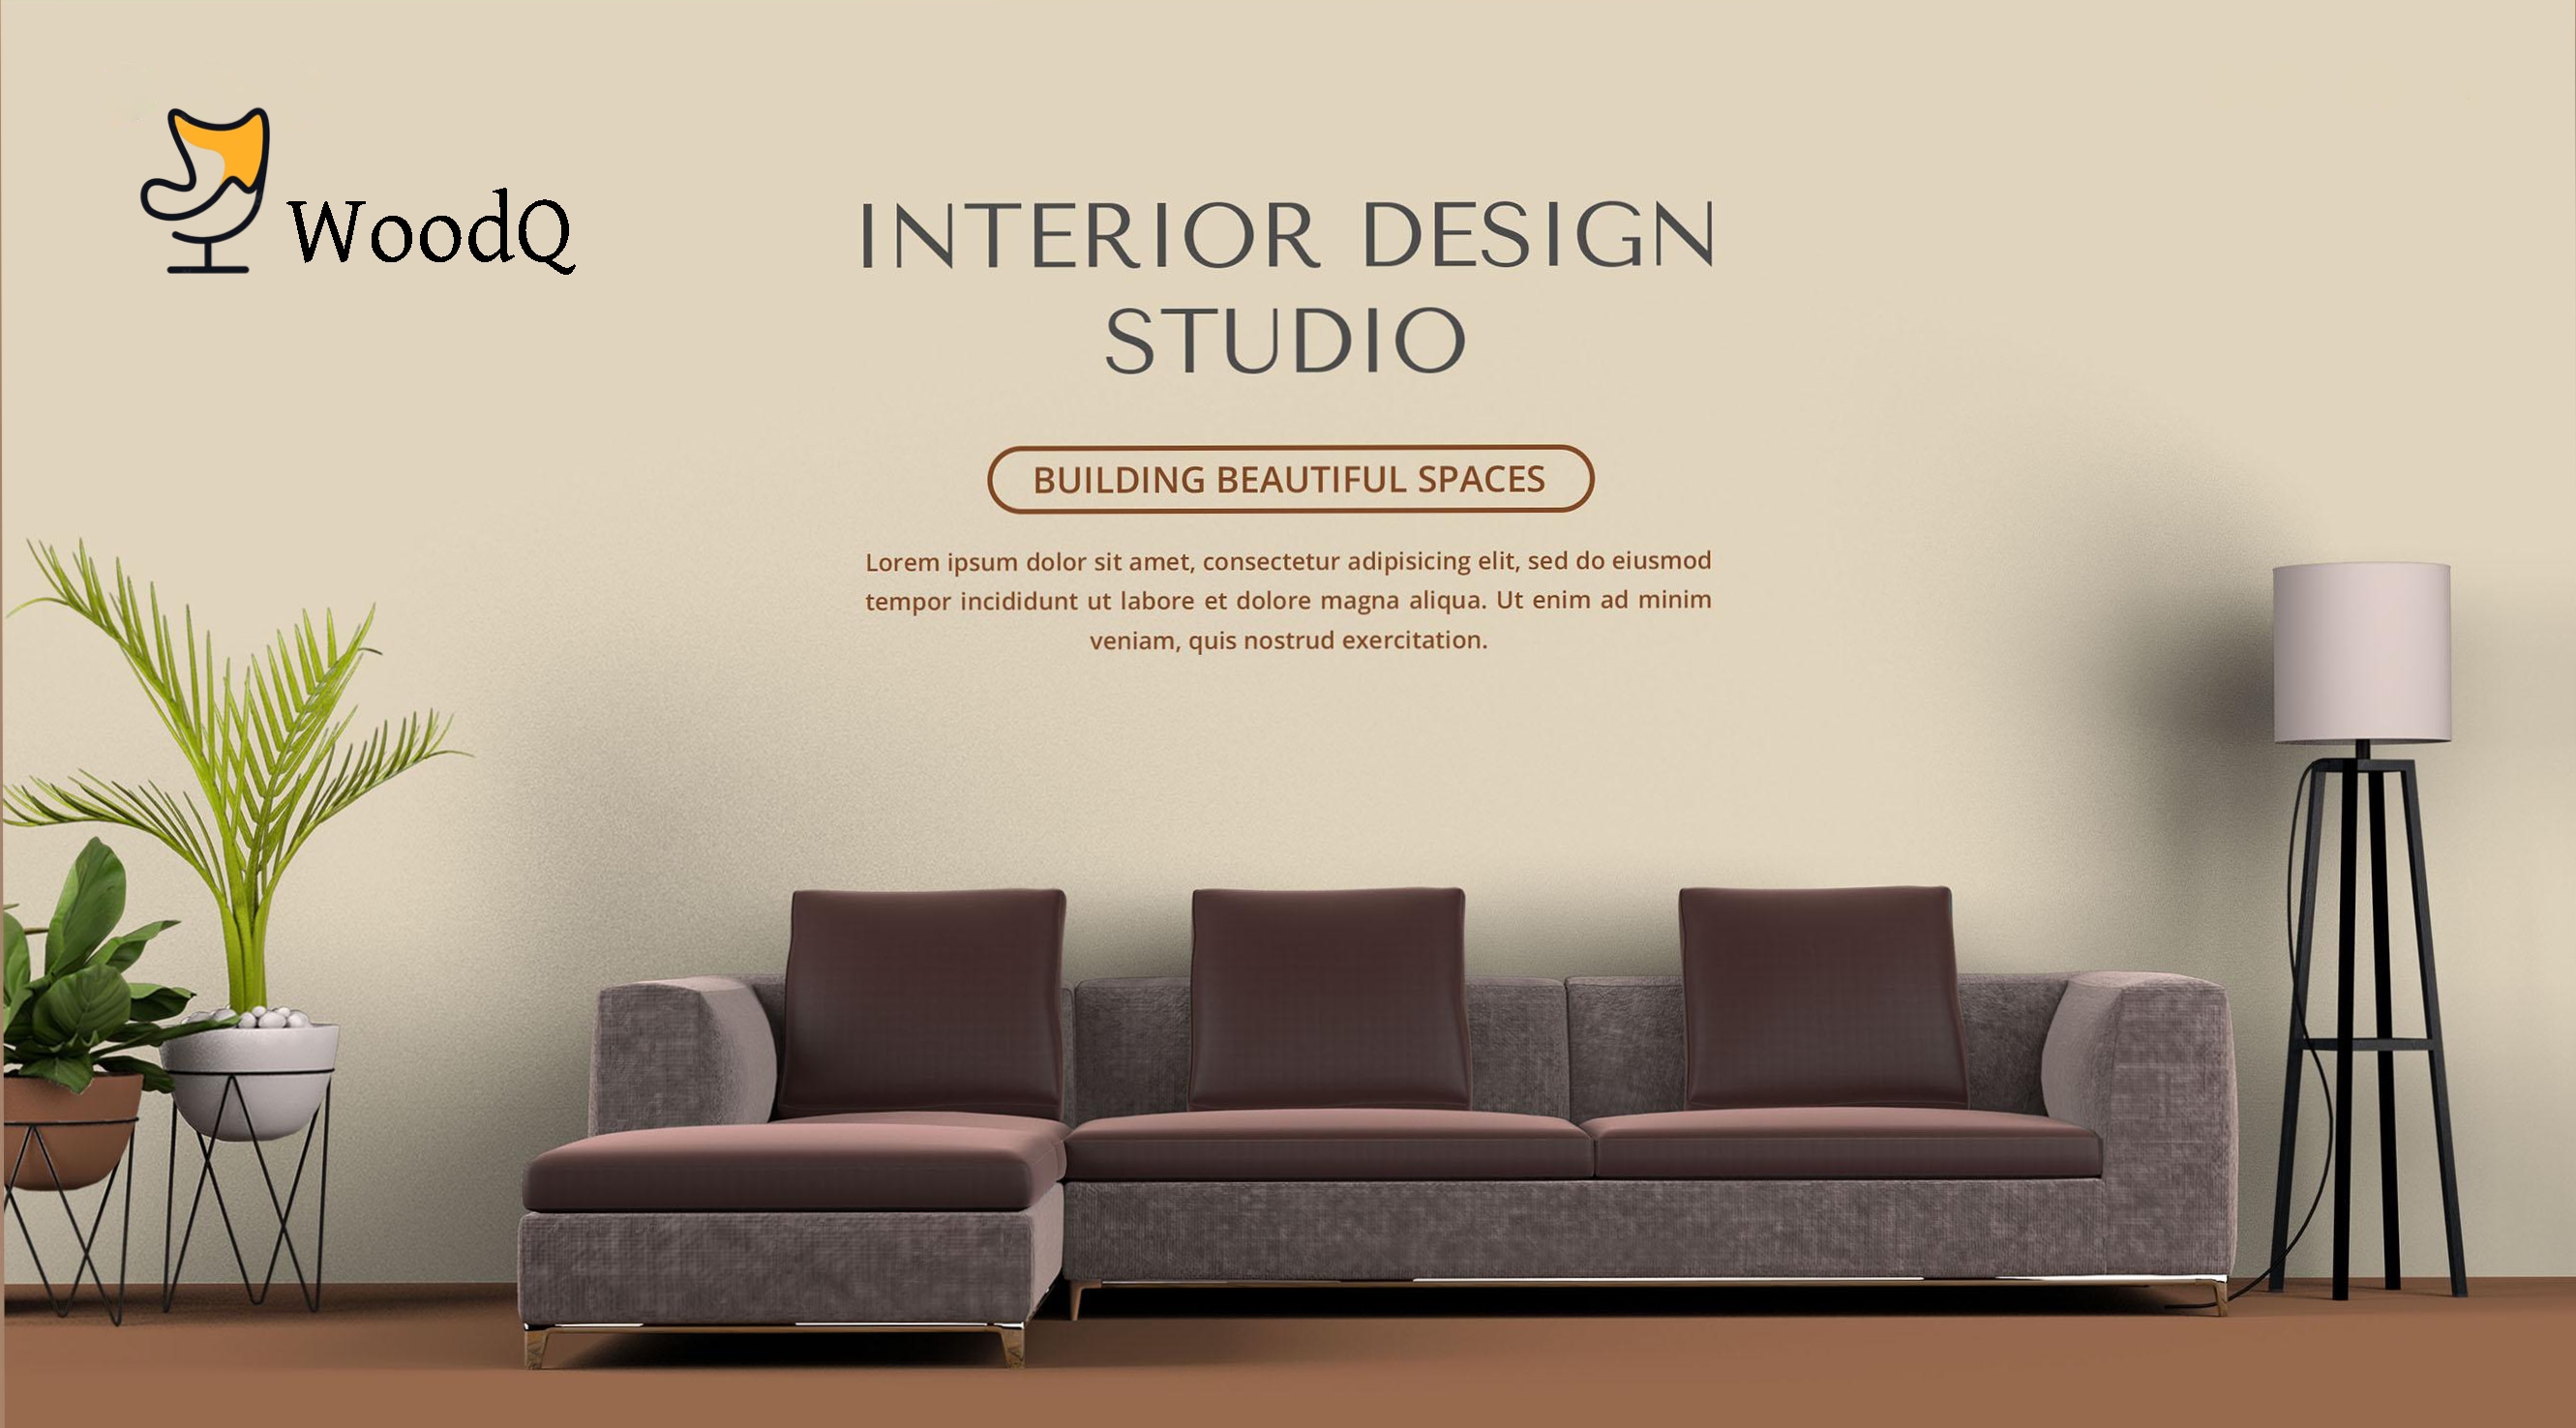 WoodQ
INTERIOR DESIGN
STUDIO
BUILDING BEAUTIFUL SPACES
Lorem ipsum dolor sit amet, consectetur adipisicing elit, sed do eiusmod
tempor incididunt ut labore et dolore magna aliqua. Ut enim ad minim
veniam, quis nostrud exercitation.